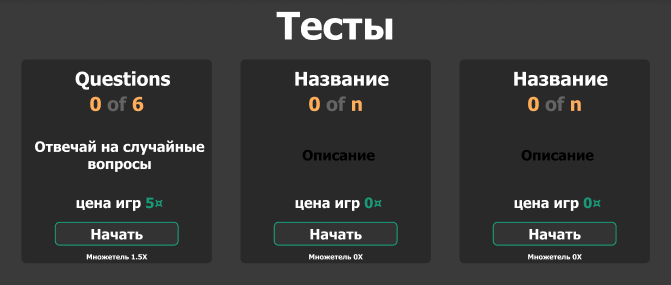 Тесты
Questions
0 of 6
Отвечай на случайные
вопросы
цена игр 5¤
Начать
Множетель 1.5X
Название
0 of n
Описание
цена игр 0¤
Начать
Множетель 0X
Название
0 of n
Описание
цена игр 0¤
Начать
Множетель 0X